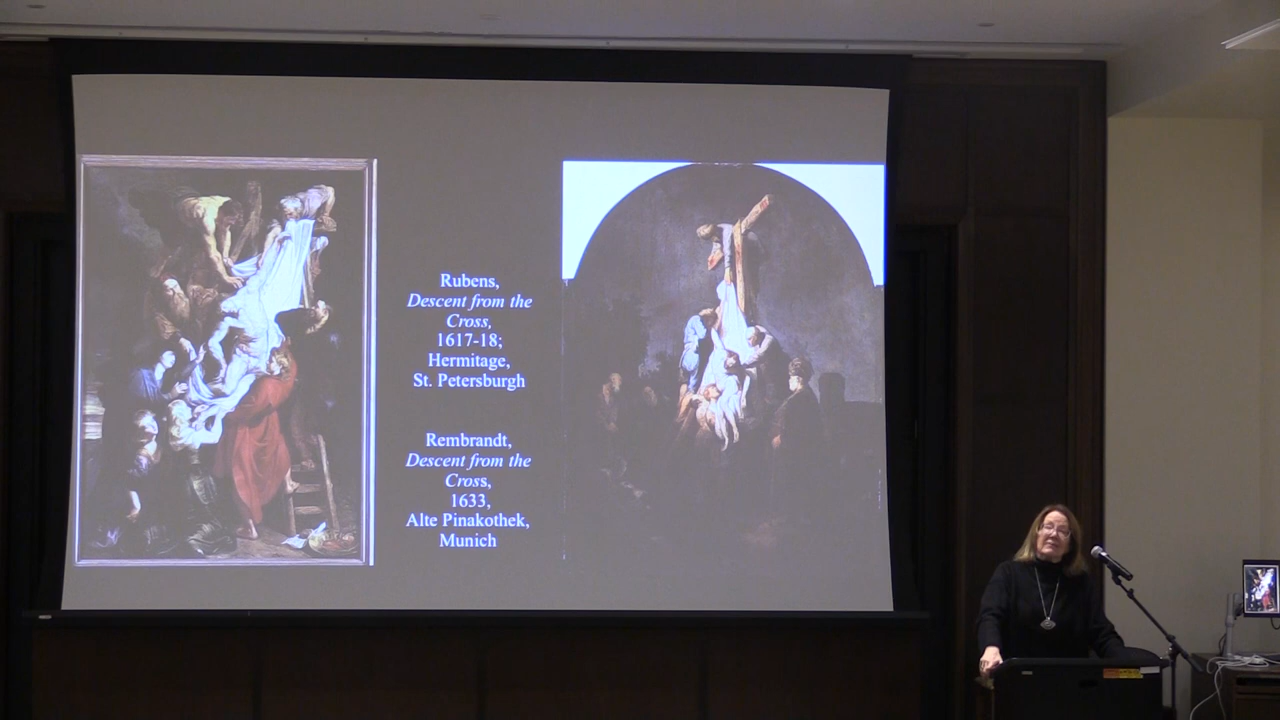 Rubens,
Descent from the
Cross,
1617-18;
Hermitage,
St. Petersburgh
Rembrandt,
Descent from the
Cross,
1633,
Alte Pinakothek,
Munich